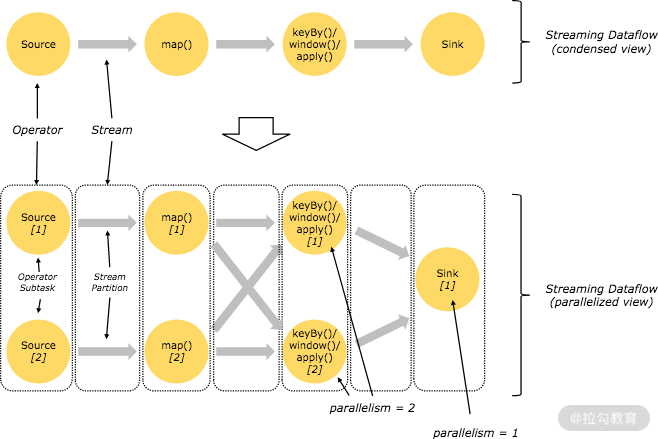 Source
map()
keyBy()/
window()/
apply()
Sink
Streaming Dataflow
(condensed view)
Operator
Stream
Source
[1]
map()
[1]
keyBy()/
window()/
apply()
[1]
Operator
Subtask
Stream
Partition
Sink
[1]
Streaming Dataflow
(parallelized view)
Source
[2]
map()
[2]
keyBy()/
window()/
apply()
[2]
parallelism = 2
parallelism = 1
@拉勾教育